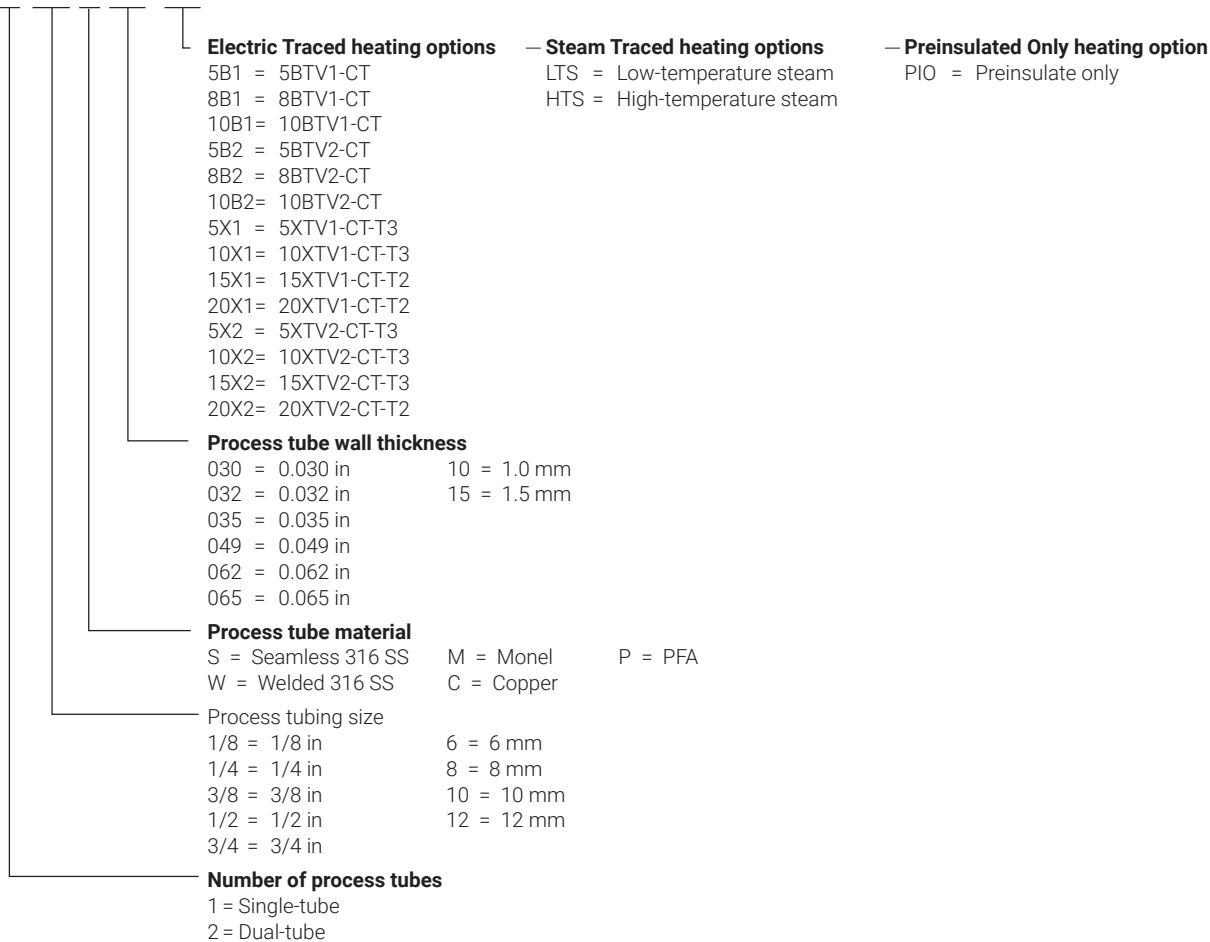 Electric Traced heating options — Steam Traced heating options — Preinsulated Only heating option
5B1 = 5BTV1-CT LTS = Low-temperature steam PIO = Preinsulate only
8B1 = 8BTV1-CT HTS = High-temperature steam
10B1= 10BTV1-CT
5B2 = 5BTV2-CT
8B2 = 8BTV2-CT
10B2= 10BTV2-CT
5X1 = 5XTV1-CT-T3
10X1= 10XTV1-CT-T3
15X1= 15XTV1-CT-T2
20X1= 20XTV1-CT-T2
5X2 = 5XTV2-CT-T3
10X2= 10XTV2-CT-T3
15X2= 15XTV2-CT-T3
20X2= 20XTV2-CT-T2
Process tube wall thickness
030 = 0.030 in 10 = 1.0 mm
032 = 0.032 in 15 = 1.5 mm
035 = 0.035 in
049 = 0.049 in
062 = 0.062 in
065 = 0.065 in
Process tube material
S = Seamless 316 SS M = Monel P = PFA
W = Welded 316 SS C = Copper
Process tubing size
1/8 = 1/8 in 6 = 6 mm
1/4 = 1/4 in 8 = 8 mm
3/8 = 3/8 in 10 = 10 mm
1/2 = 1/2 in 12 = 12 mm
3/4 = 3/4 in
Number of process tubes
1 = Single-tube
2 = Dual-tube